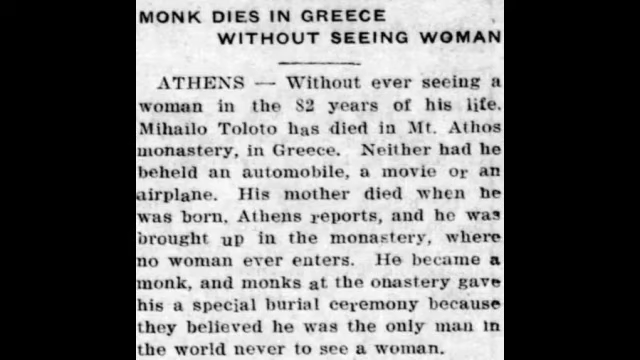 MONK DIES IN GREECE
WITHOUT SEEING WOMAN
ATHENS — Without ever seeing a
woman in the 82 years of his life.
Mihailo Toloto has died in Mt. Athos
monastery, in Greece. Neither had he
beheld an automobile, a movie or an
airplane. His mother died when he
was born, Athens reports, and he was
brought up in the monastery, where
no woman ever enters. He became a
monk, and monks at the onastery gave
his a special burial ceremony because
they believed he was the only man in
the world never to see a woman.